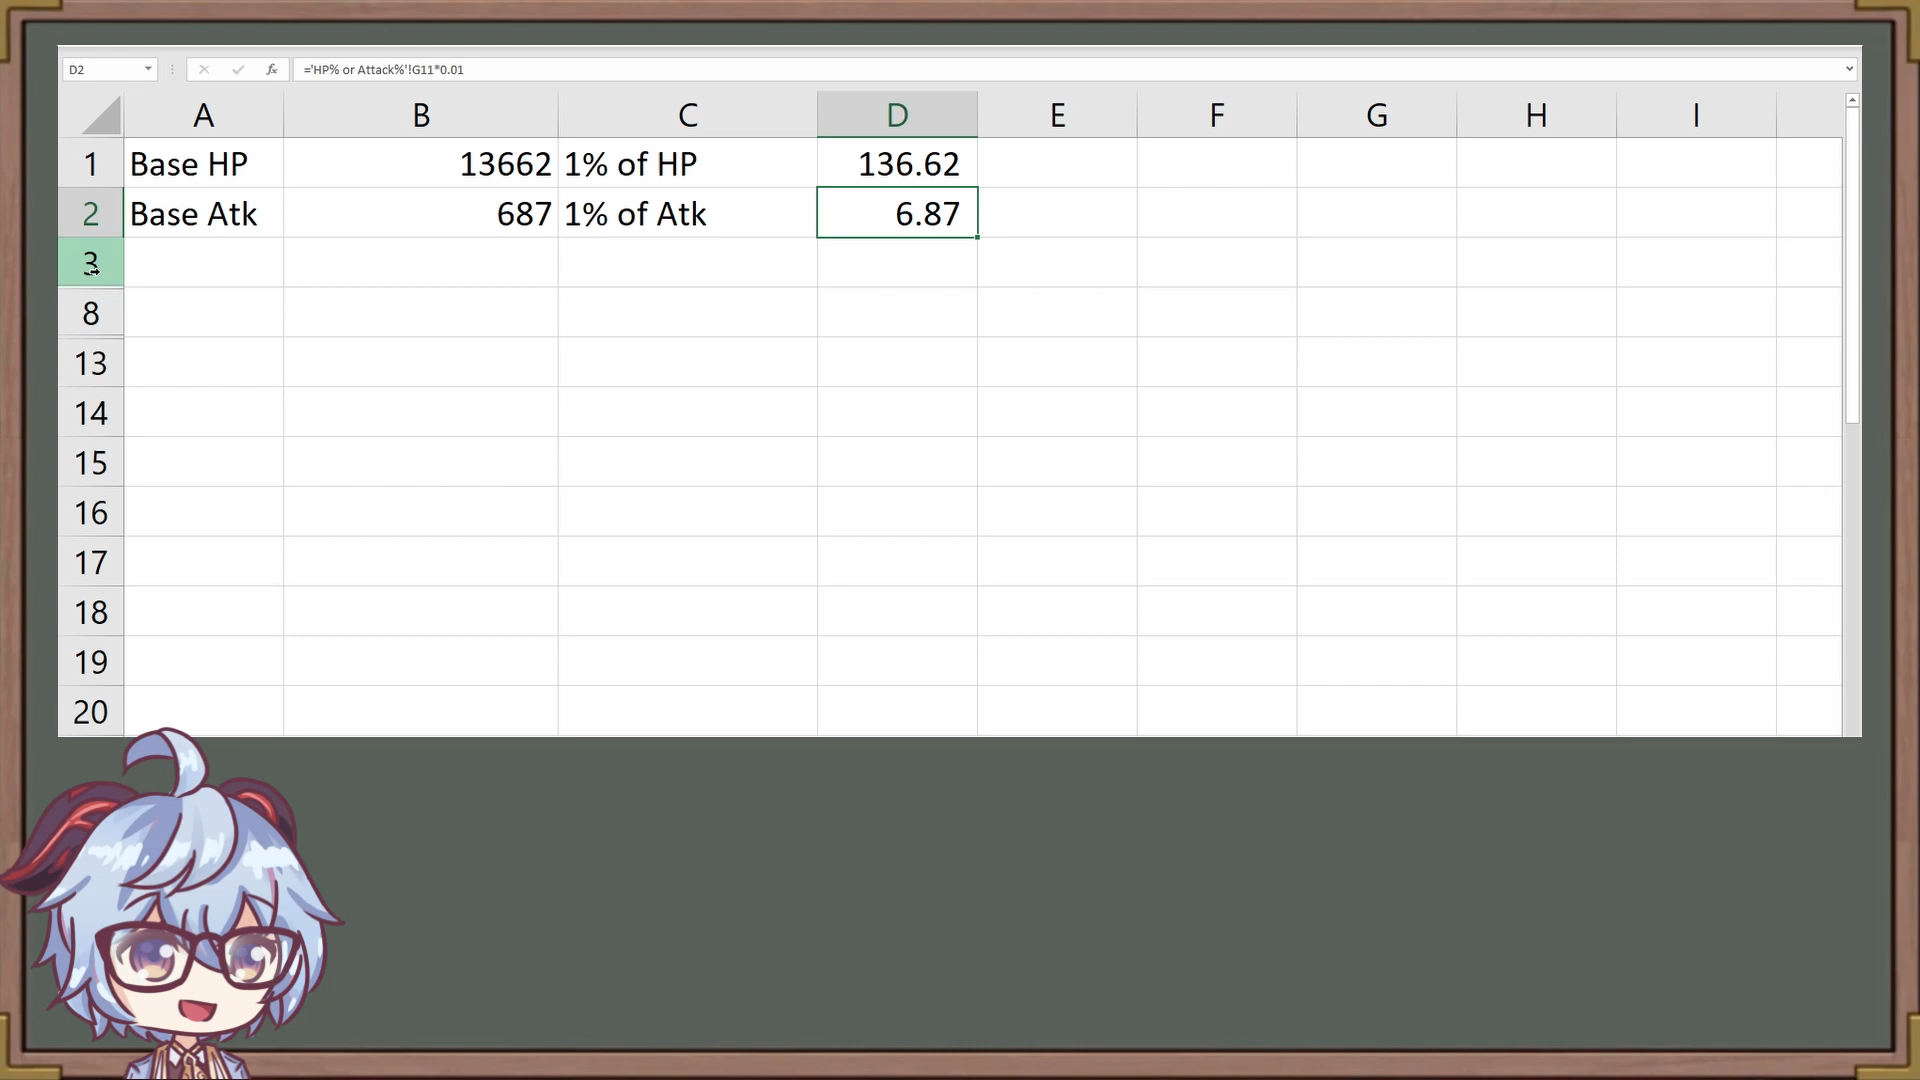 D2 fx ='HP% or Attack%'!G11*0.01
A B C D E F G H I
1 Base HP 13662 1% of HP 136.62
2 Base Atk 687 1% of Atk 6.87
3
8
13
14
15
16
17
18
19
20